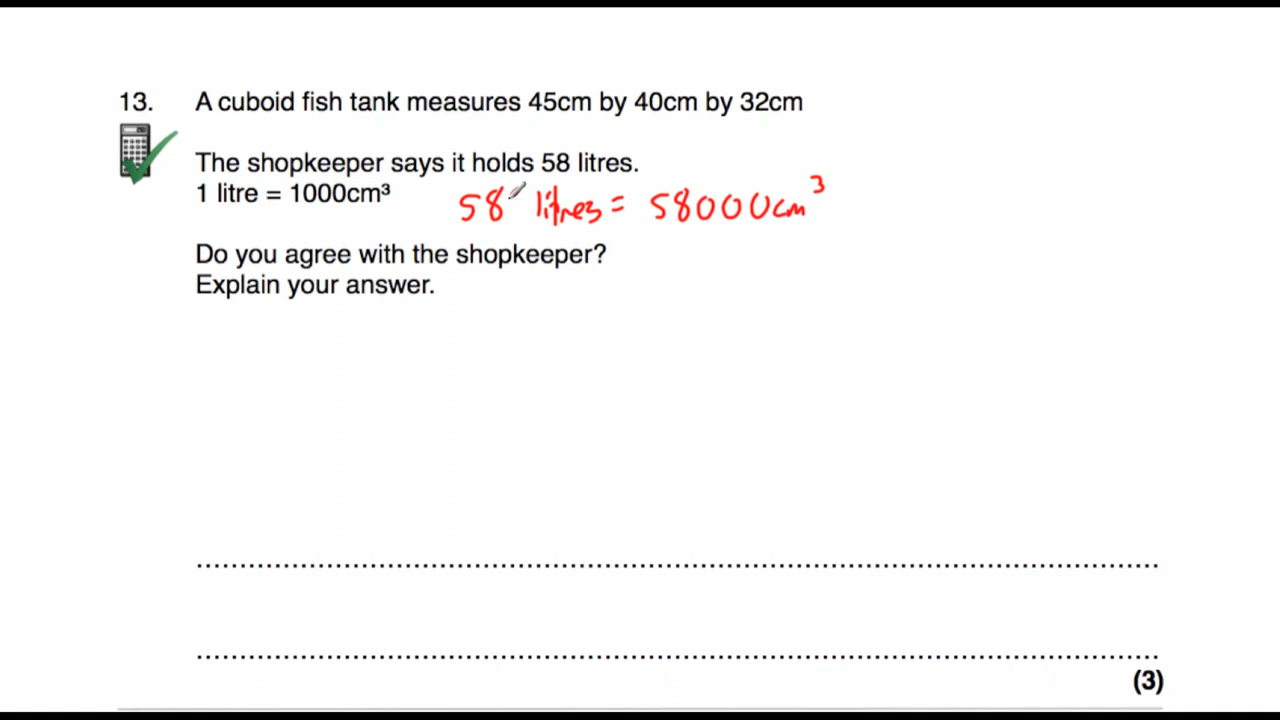 13. A cuboid fish tank measures 45cm by 40cm by 32cm
The shopkeeper says it holds 58 litres.
1 litre = 1000cm³
58 litres = 58000cm³
Do you agree with the shopkeeper?
Explain your answer.
(3)